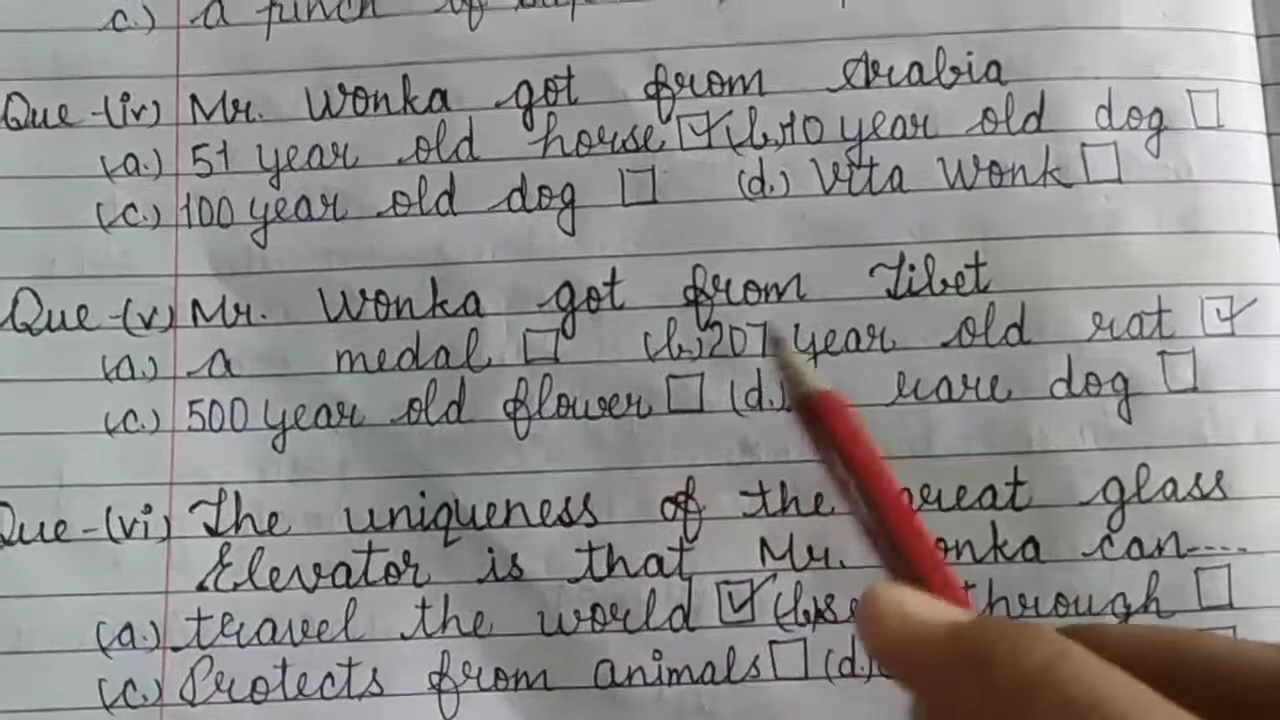 c.) a
Que-(iv) Mr. Wonka got from Arabia
(a.) 51 year old house ☑ (b.) 10 year old dog ☐
(c.) 100 year old dog ☐ (d.) Vita Wonk ☐
Que-(v) Mr. Wonka got from Tibet
(a.) a medal ☐ (b.) 207 year old rat ☑
(c.) 500 year old flower ☐ (d.) rare dog ☐
Que-(vi) The uniqueness of the great glass
Elevator is that Mr. Wonka can....
(a.) travel the world ☑ (b.) through ☐
(c.) Protects from animals ☐ (d.)